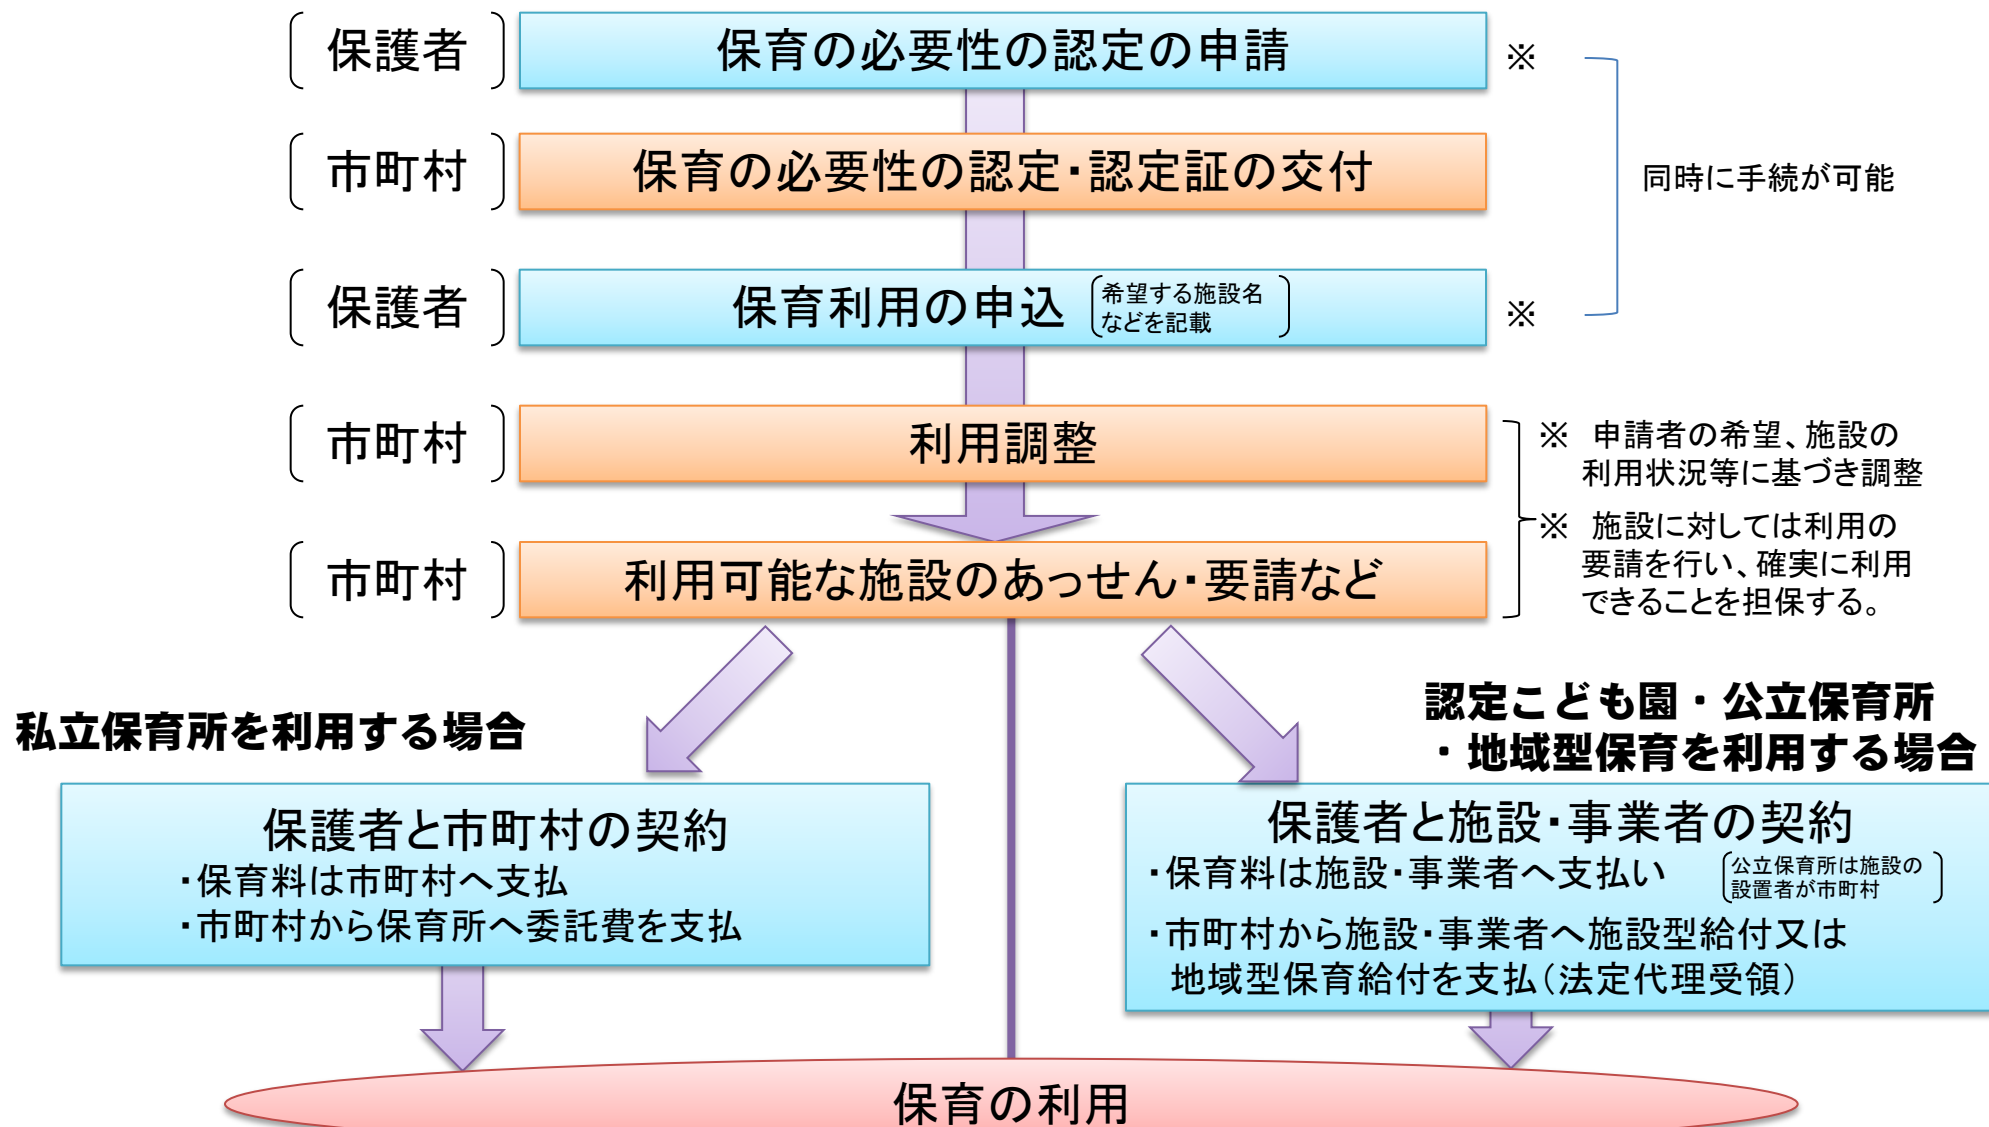 保護者
保育の必要性の認定の申請
※
市町村
保育の必要性の認定・認定証の交付
同時に手続が可能
保護者
保育利用の申込
希望する施設名
などを記載
※
市町村
利用調整
※ 申請者の希望、施設の
利用状況等に基づき調整
市町村
利用可能な施設のあっせん・要請など
※ 施設に対しては利用の
要請を行い、確実に利用
できることを担保する。
私立保育所を利用する場合
保護者と市町村の契約
・保育料は市町村へ支払
・市町村から保育所へ委託費を支払
認定こども園・公立保育所
・地域型保育を利用する場合
保護者と施設・事業者の契約
・保育料は施設・事業者へ支払い
公立保育所は施設の
設置者が市町村
・市町村から施設・事業者へ施設型給付又は
地域型保育給付を支払(法定代理受領)
保育の利用